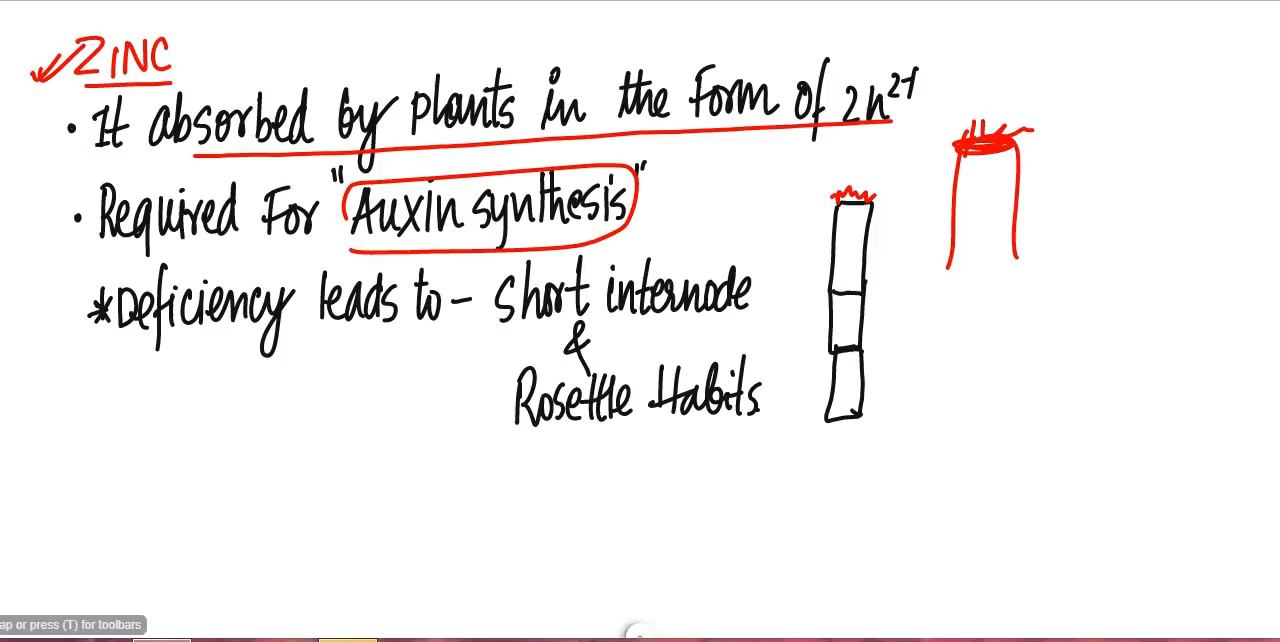 ZINC
• It absorbed by plants in the form of Zn2+
• Required For "Auxin synthesis"
*Deficiency leads to - short internode
&
Rosettle Habits
ap or press (T) for toolbars